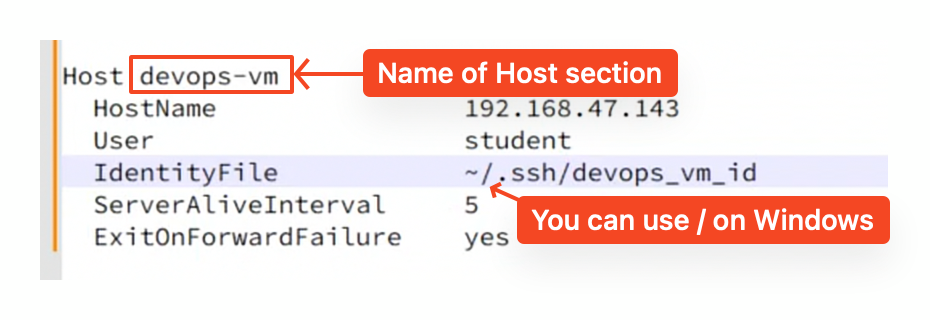 Host devops-vm Name of Host section
HostName 192.168.47.143
User student
IdentityFile ~/.ssh/devops_vm_id
ServerAliveInterval 5 You can use / on Windows
ExitOnForwardFailure yes